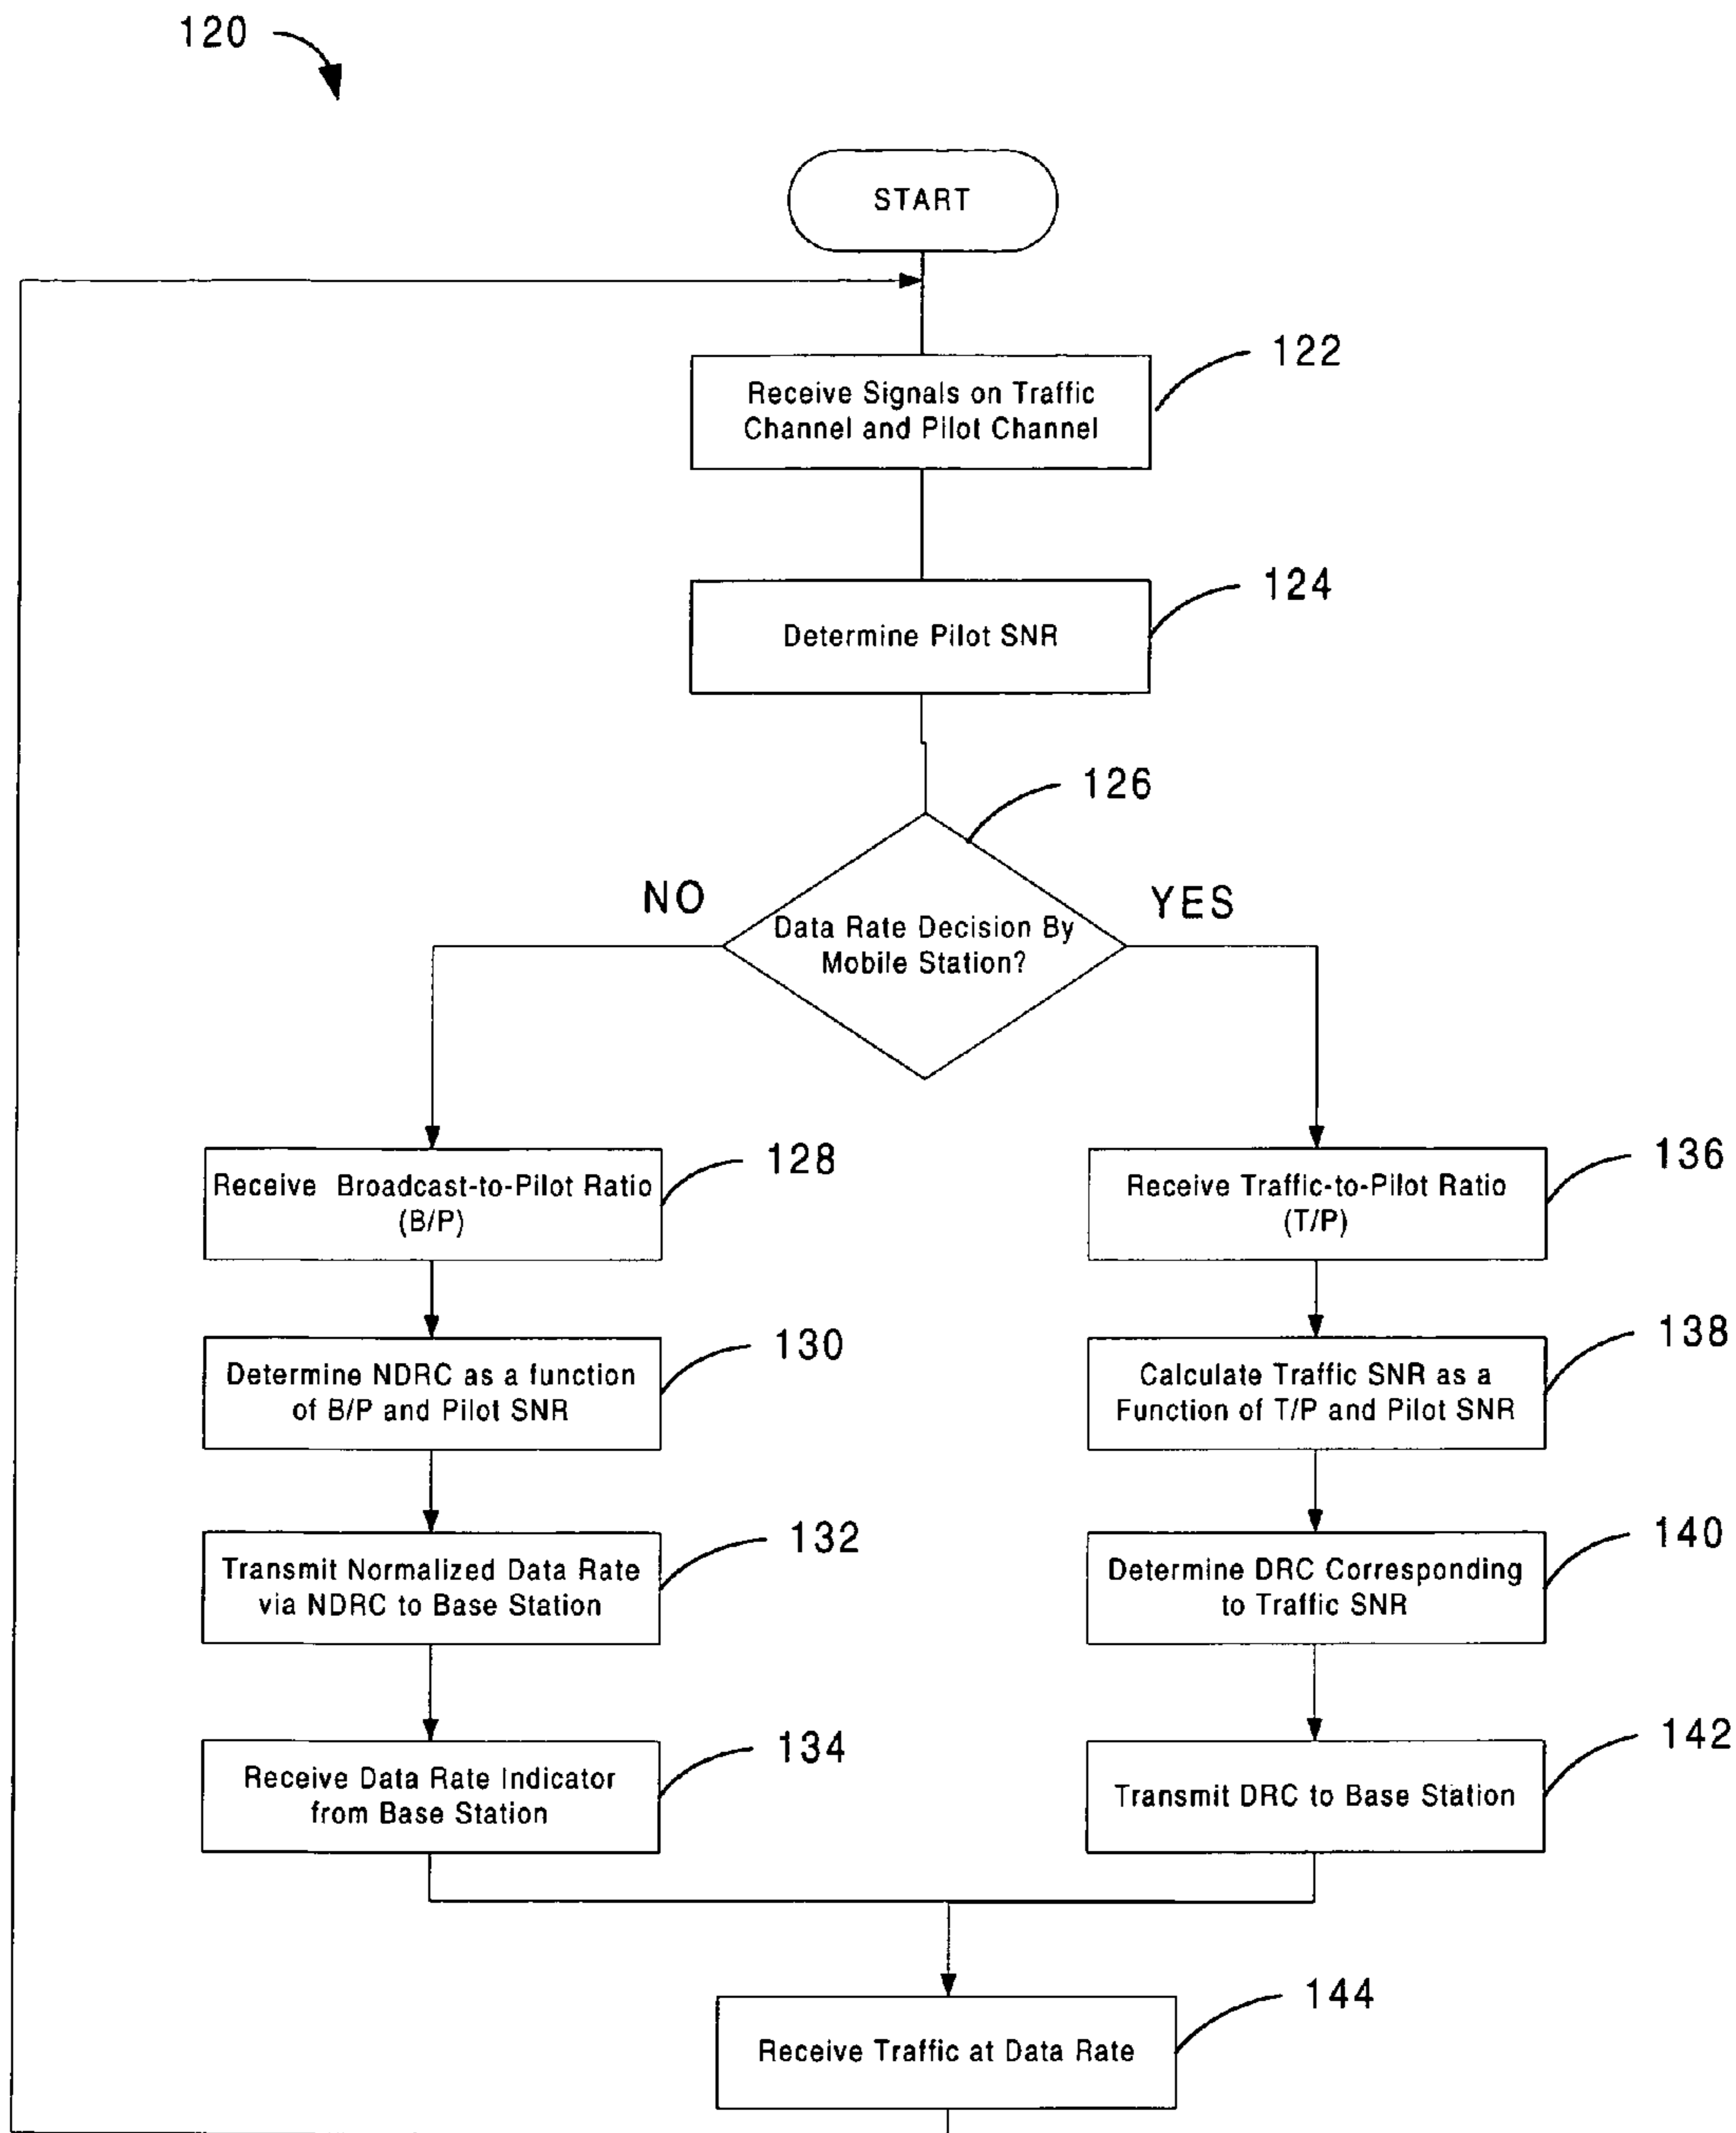 120
START
122
Receive Signals on Traffic
Channel and Pilot Channel
124
Determine Pilot SNR
126
NO
YES
Data Rate Decision By
Mobile Station?
128
Receive Broadcast-to-Pilot Ratio
(B/P)
136
Receive Traffic-to-Pilot Ratio
(T/P)
130
Determine NDRC as a function
of B/P and Pilot SNR
138
Calculate Traffic SNR as a
Function of T/P and Pilot SNR
132
Transmit Normalized Data Rate
via NDRC to Base Station
140
Determine DRC Corresponding
to Traffic SNR
134
Receive Data Rate Indicator
from Base Station
142
Transmit DRC to Base Station
144
Receive Traffic at Data Rate